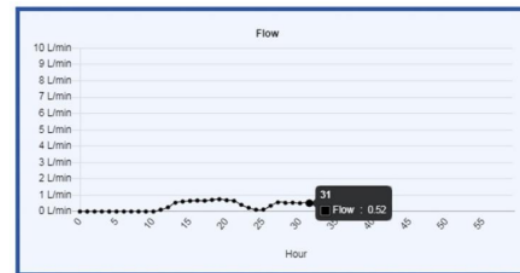 Flow
10 L/min
9 L/min
8 L/min
7 L/min
6 L/min
5 L/min
4 L/min
3 L/min
2 L/min
1 L/min
0 L/min
31
Flow : 0.52
0 5 10 15 20 25 30 35 40 45 50 55
Hour